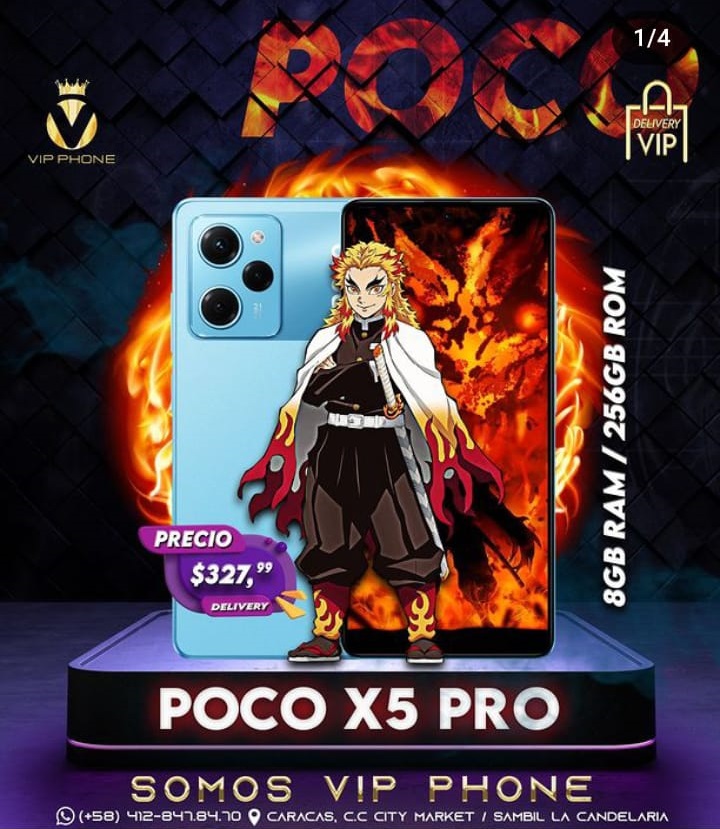 POCO
1/4
VIP PHONE
DELIVERY
VIP
8GB RAM / 256GB ROM
PRECIO
$327,99
DELIVERY
POCO X5 PRO
SOMOS VIP PHONE
(+58) 412-847.84.70 CARACAS, C.C CITY MARKET / SAMBIL LA CANDELARIA